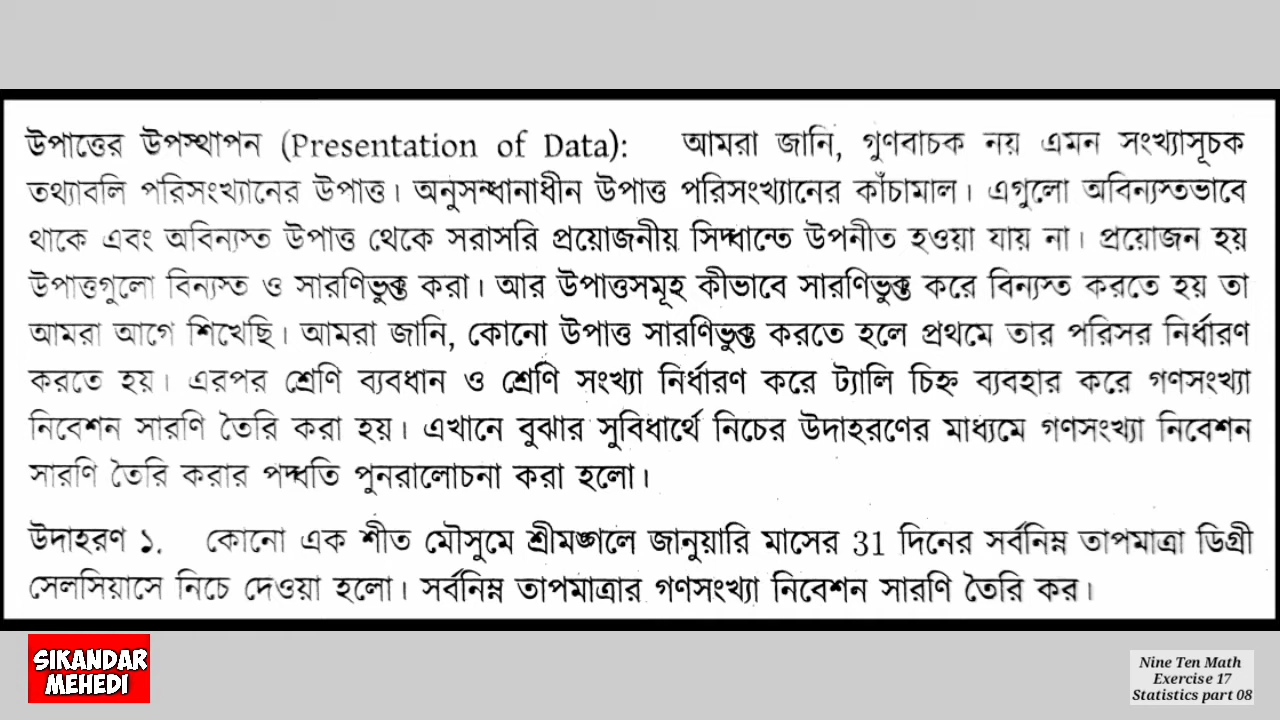 উপাত্তের উপস্থাপন (Presentation of Data): আমরা জানি, গুণবাচক নয় এমন সংখ্যাসূচক
তথ্যাবলি পরিসংখ্যানের উপাত্ত। অনুসন্ধানাধীন উপাত্ত পরিসংখ্যানের কাঁচামাল। এগুলো অবিন্যস্তভাবে
থাকে এবং অবিন্যস্ত উপাত্ত থেকে সরাসরি প্রয়োজনীয় সিদ্ধান্তে উপনীত হওয়া যায় না। প্রয়োজন হয়
উপাত্তগুলো বিন্যস্ত ও সারণিভুক্ত করা। আর উপাত্তসমূহ কীভাবে সারণিভুক্ত করে বিন্যস্ত করতে হয় তা
আমরা আগে শিখেছি। আমরা জানি, কোনো উপাত্ত সারণিভুক্ত করতে হলে প্রথমে তার পরিসর নির্ধারণ
করতে হয়। এরপর শ্রেণি ব্যবধান ও শ্রেণি সংখ্যা নির্ধারণ করে ট্যালি চিহ্ন ব্যবহার করে গণসংখ্যা
নিবেশন সারণি তৈরি করা হয়। এখানে বুঝার সুবিধার্থে নিচের উদাহরণের মাধ্যমে গণসংখ্যা নিবেশন
সারণি তৈরি করার পদ্ধতি পুনরালোচনা করা হলো।
উদাহরণ ১. কোনো এক শীত মৌসুমে শ্রীমঙ্গলে জানুয়ারি মাসের 31 দিনের সর্বনিম্ন তাপমাত্রা ডিগ্রী
সেলসিয়াসে নিচে দেওয়া হলো। সর্বনিম্ন তাপমাত্রার গণসংখ্যা নিবেশন সারণি তৈরি কর।
SIKANDAR
MEHEDI
Nine Ten Math
Exercise 17
Statistics part 08